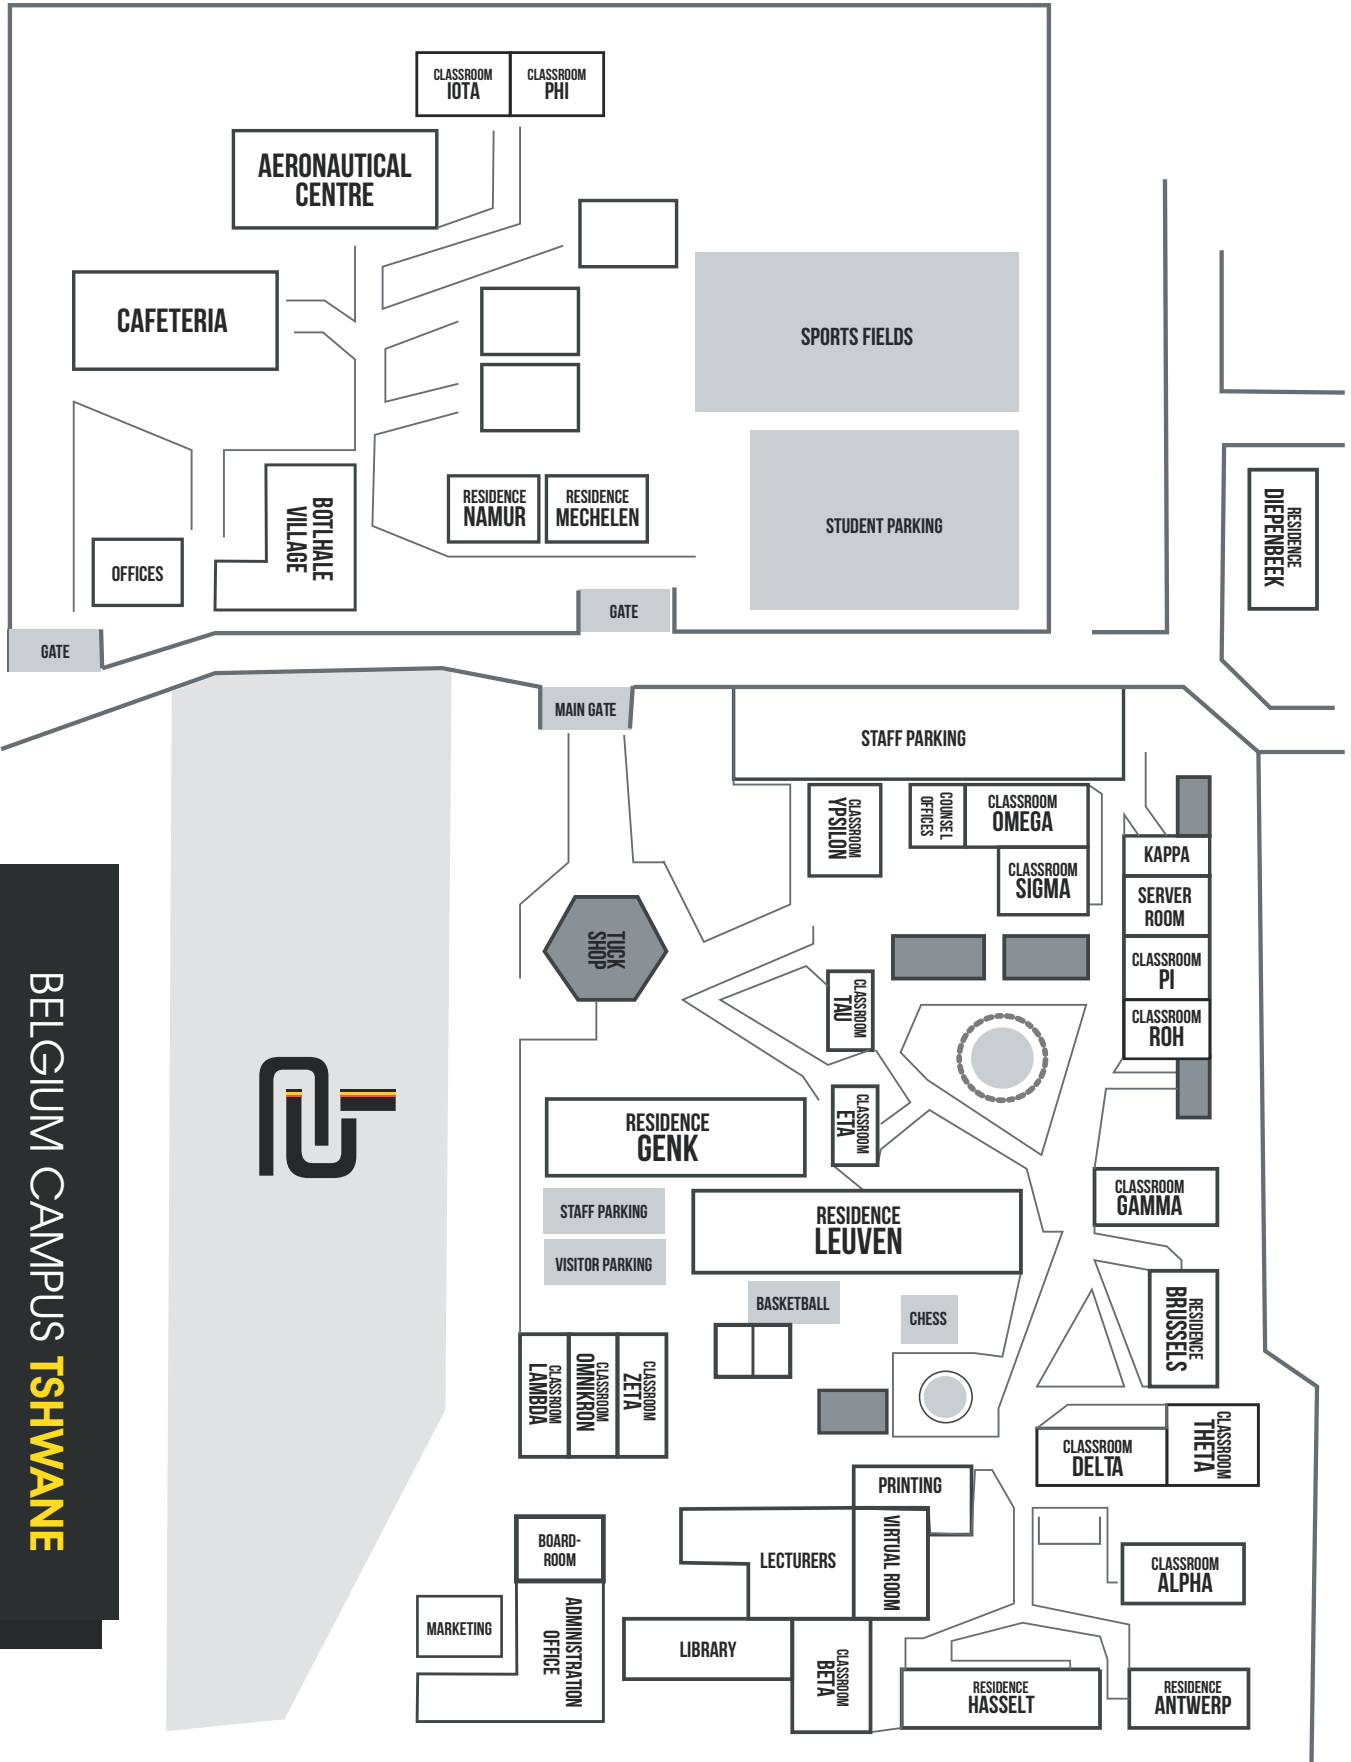 CLASSROOM
IOTA
CLASSROOM
PHI
AERONAUTICAL
CENTRE
CAFETERIA
SPORTS FIELDS
RESIDENCE
NAMUR
RESIDENCE
MECHELEN
STUDENT PARKING
RESIDENCE
DIEPENBEEK
BOTLHALE
VILLAGE
OFFICES
GATE
GATE
MAIN GATE
STAFF PARKING
CLASSROOM
YPSILON
COUNSEL
OFFICES
CLASSROOM
OMEGA
CLASSROOM
SIGMA
KAPPA
SERVER
ROOM
CLASSROOM
PI
CLASSROOM
ROH
TUCK
SHOP
CLASSROOM
TAU
CLASSROOM
ETA
RESIDENCE
GENK
STAFF PARKING
VISITOR PARKING
RESIDENCE
LEUVEN
CLASSROOM
GAMMA
BASKETBALL
CHESS
RESIDENCE
BRUSSELS
CLASSROOM
LAMBDA
CLASSROOM
OMNIKRON
CLASSROOM
ZETA
CLASSROOM
DELTA
CLASSROOM
THETA
PRINTING
BOARD-
ROOM
LECTURERS
VIRTUAL ROOM
CLASSROOM
ALPHA
MARKETING
ADMINISTRATION
OFFICE
LIBRARY
CLASSROOM
BETA
RESIDENCE
HASSELT
RESIDENCE
ANTWERP
BELGIUM CAMPUS TSHWANE